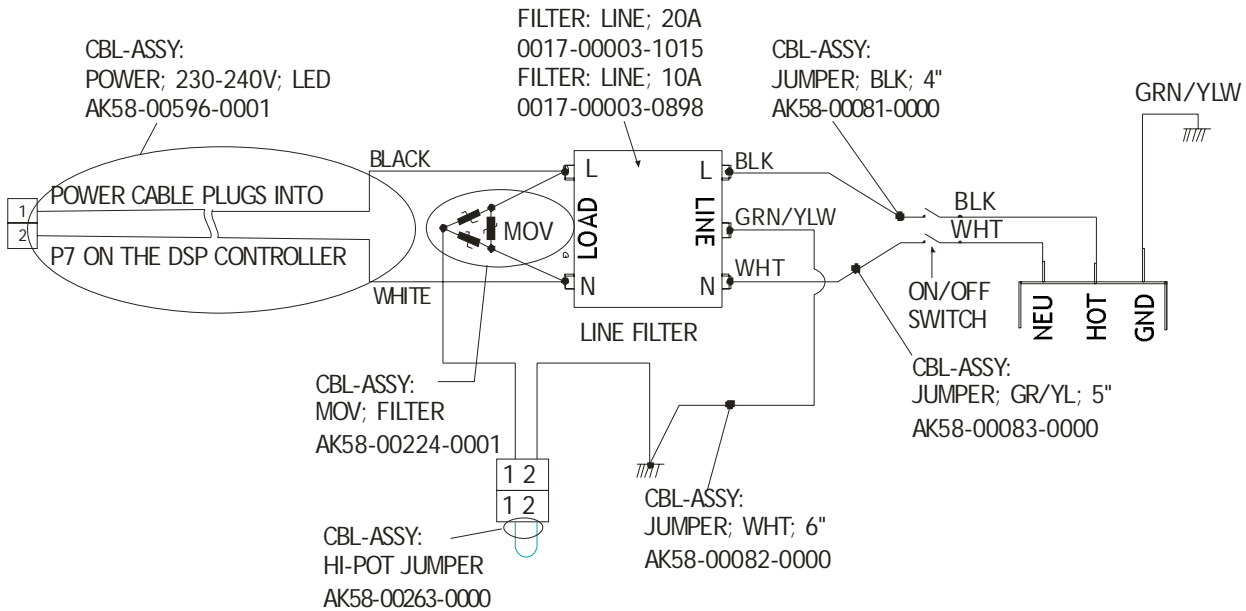 FILTER: LINE; 20A
0017-00003-1015
FILTER: LINE; 10A
0017-00003-0898
CBL-ASSY:
POWER; 230-240V; LED
AK58-00596-0001
CBL-ASSY:
JUMPER; BLK; 4"
AK58-00081-0000
GRN/YLW
BLACK
L
L
BLK
1
POWER CABLE PLUGS INTO
2
P7 ON THE DSP CONTROLLER
MOV
LOAD
LINE
GRN/YLW
BLK
WHT
G
WHITE
N
N
WHT
ON/OFF
SWITCH
NEU
HOT
GND
LINE FILTER
CBL-ASSY:
MOV; FILTER
AK58-00224-0001
CBL-ASSY:
JUMPER; GR/YL; 5"
AK58-00083-0000
1 2
1 2
CBL-ASSY:
JUMPER; WHT; 6"
AK58-00082-0000
CBL-ASSY:
HI-POT JUMPER
AK58-00263-0000